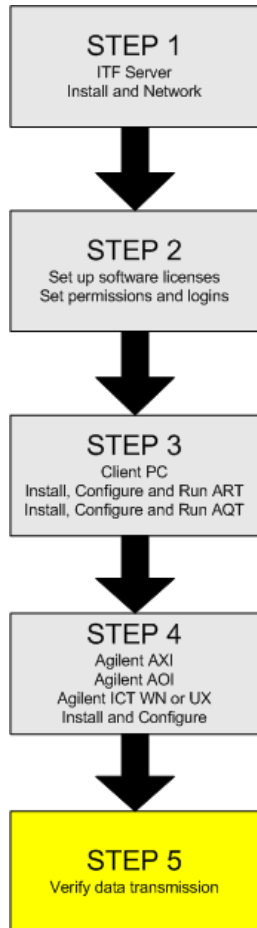 STEP 1
ITF Server
Install and Network
STEP 2
Set up software licenses
Set permissions and logins
STEP 3
Client PC
Install, Configure and Run ART
Install, Configure and Run AQT
STEP 4
Agilent AXI
Agilent AOI
Agilent ICT WN or UX
Install and Configure
STEP 5
Verify data transmission